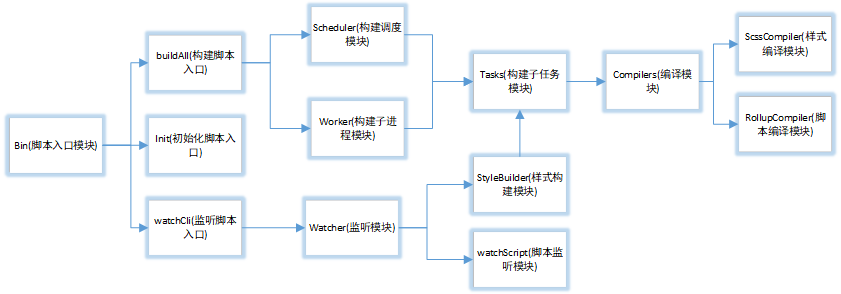 Bin(脚本入口模块)
buildAll(构建脚本
入口)
Init(初始化脚本入
口)
watchCli(监听脚本
入口)
Scheduler(构建调度
模块)
Worker(构建子进
程模块)
Watcher(监听模块)
Tasks(构建子任务
模块)
StyleBuilder(样式构
建模块)
watchScript(脚本监
听模块)
Compilers(编译模
块)
ScssCompiler(样式
编译模块)
RollupCompiler(脚
本编译模块)